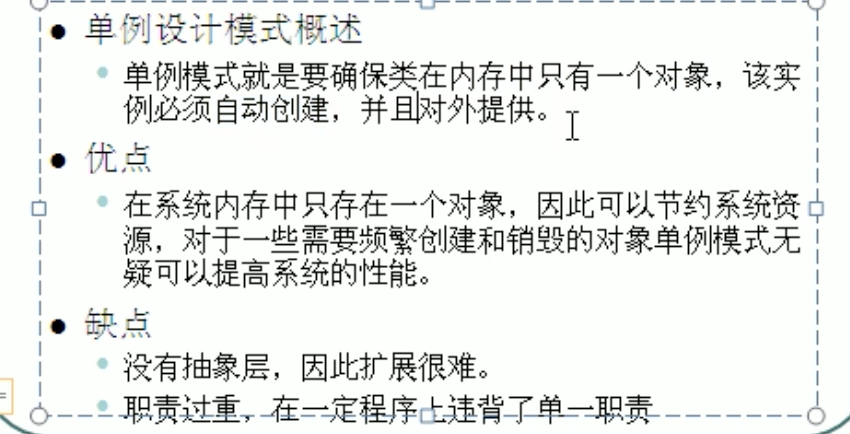 单例设计模式概述
单例模式就是要确保类在内存中只有一个对象，该实
例必须自动创建，并且对外提供。
优点
在系统内存中只存在一个对象，因此可以节约系统资
源，对于一些需要频繁创建和销毁的对象单例模式无
疑可以提高系统的性能。
缺点
没有抽象层，因此扩展很难。
职责过重，在一定程序上违背了单一职责